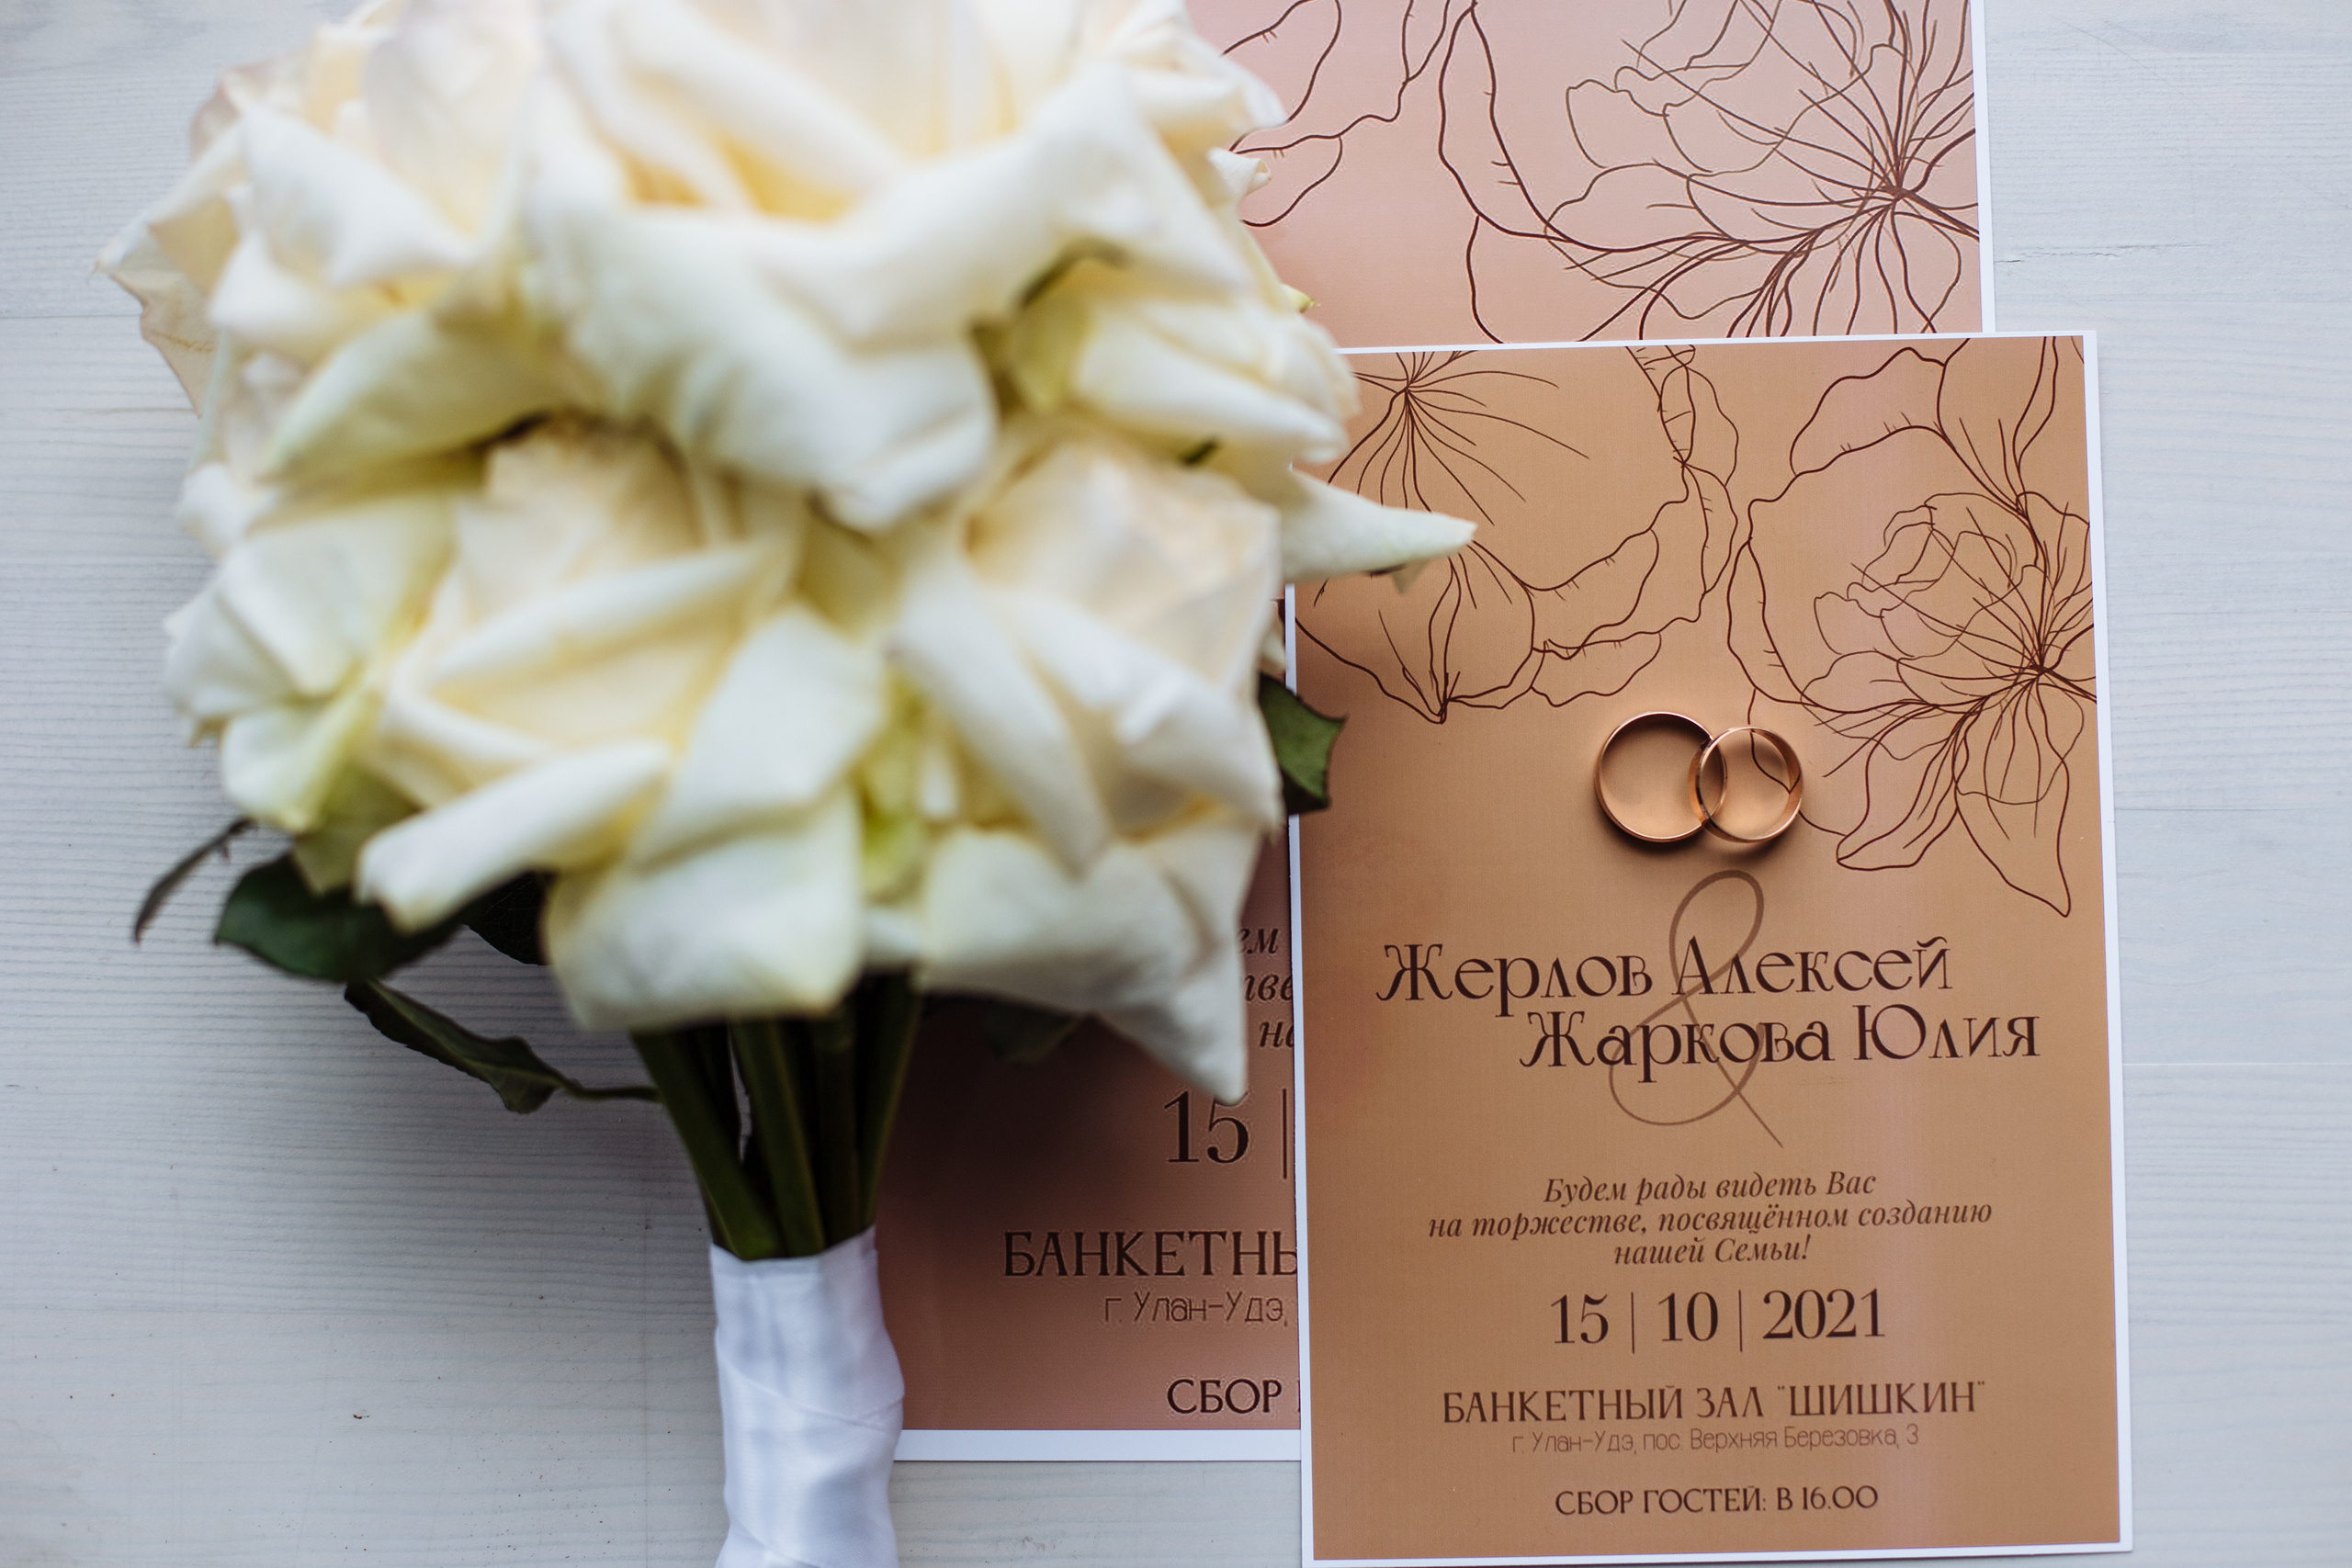 15 |
БАНКЕТНЫ
г. Улан-Удэ,
СБОР
&
Жерлов Алексей
Жаркова Юлия
Будем рады видеть Вас
на торжестве, посвящённом созданию
нашей Семьи!
15 | 10 | 2021
БАНКЕТНЫЙ ЗАЛ "ШИШКИН"
г. Улан-Удэ, пос. Верхняя Березовка, 3
СБОР ГОСТЕЙ: В 16.00